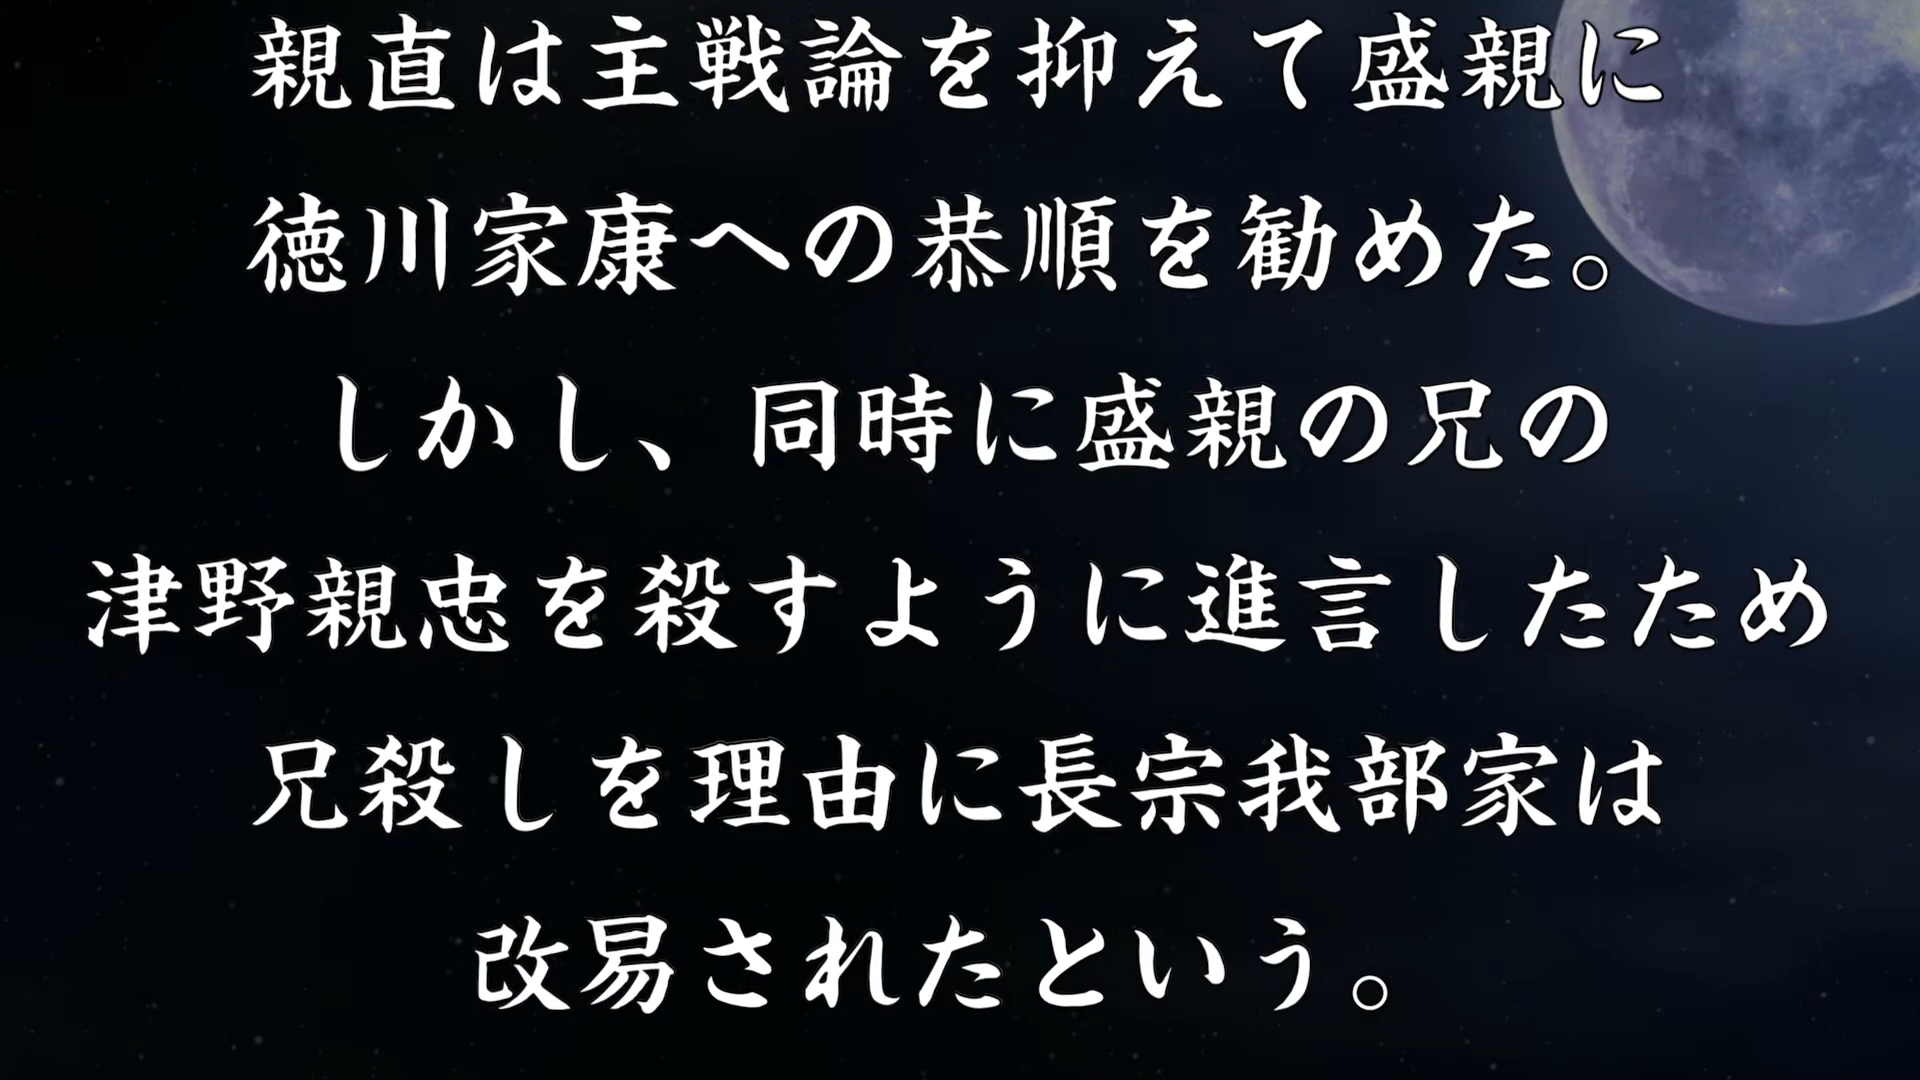 親直は主戦論を抑えて盛親に
徳川家康への恭順を勧めた。
しかし、同時に盛親の兄の
津野親忠を殺すように進言したため
兄殺しを理由に長宗我部家は
改易されたという。